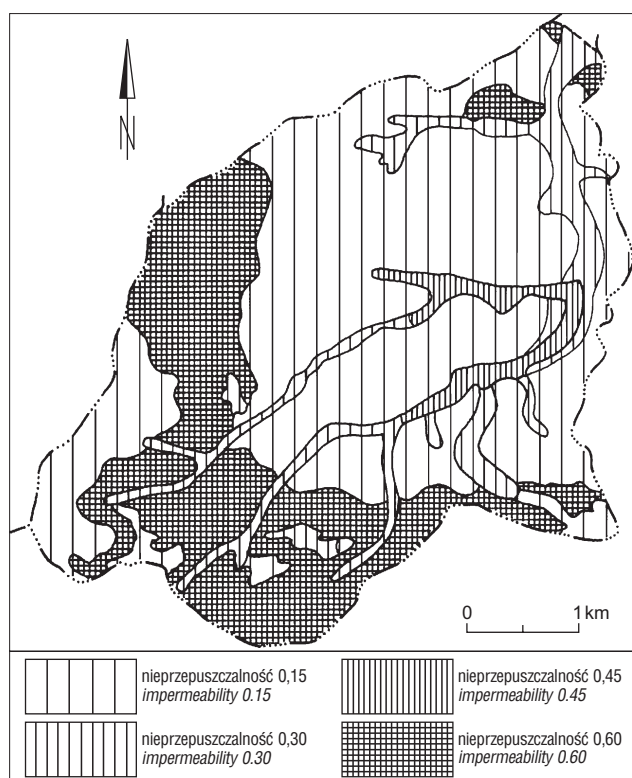 N
0 1 km
nieprzepuszczalność 0,15
impermeability 0.15
nieprzepuszczalność 0,45
impermeability 0.45
nieprzepuszczalność 0,30
impermeability 0.30
nieprzepuszczalność 0,60
impermeability 0.60